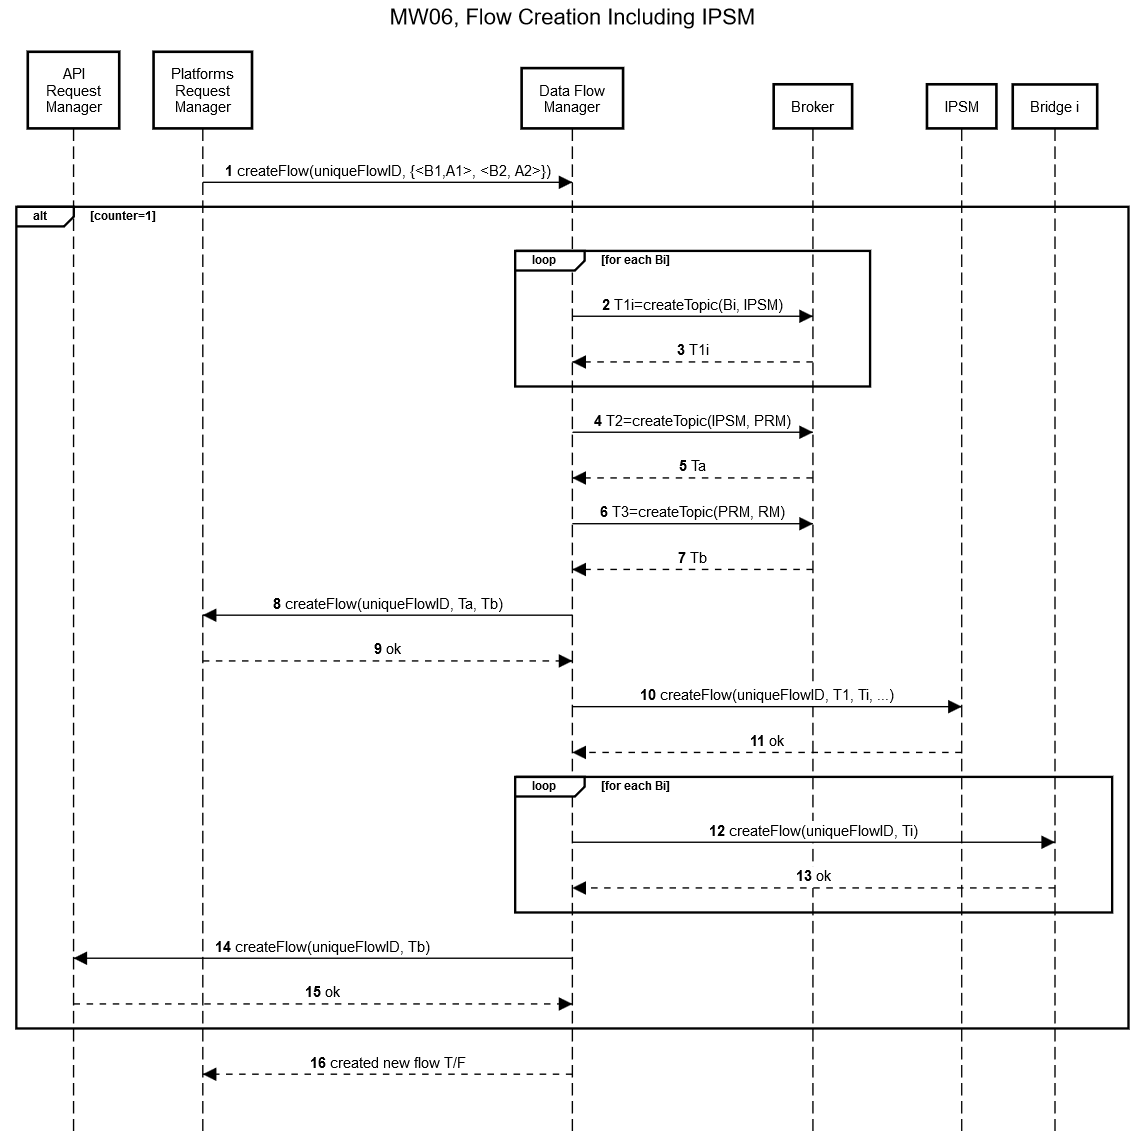 MW06, Flow Creation Including IPSM
API
Request
Manager
Platforms
Request
Manager
Data Flow
Manager
Broker
IPSM
Bridge i
1 createFlow(uniqueFlowID, {<B1,A1>, <B2, A2>})
alt
[counter=1]
loop
[for each Bi]
2 T1i=createTopic(Bi, IPSM)
3 T1i
4 T2=createTopic(IPSM, PRM)
5 Ta
6 T3=createTopic(PRM, RM)
7 Tb
8 createFlow(uniqueFlowID, Ta, Tb)
9 ok
10 createFlow(uniqueFlowID, T1, Ti, ...)
11 ok
loop
[for each Bi]
12 createFlow(uniqueFlowID, Ti)
13 ok
14 createFlow(uniqueFlowID, Tb)
15 ok
16 created new flow T/F